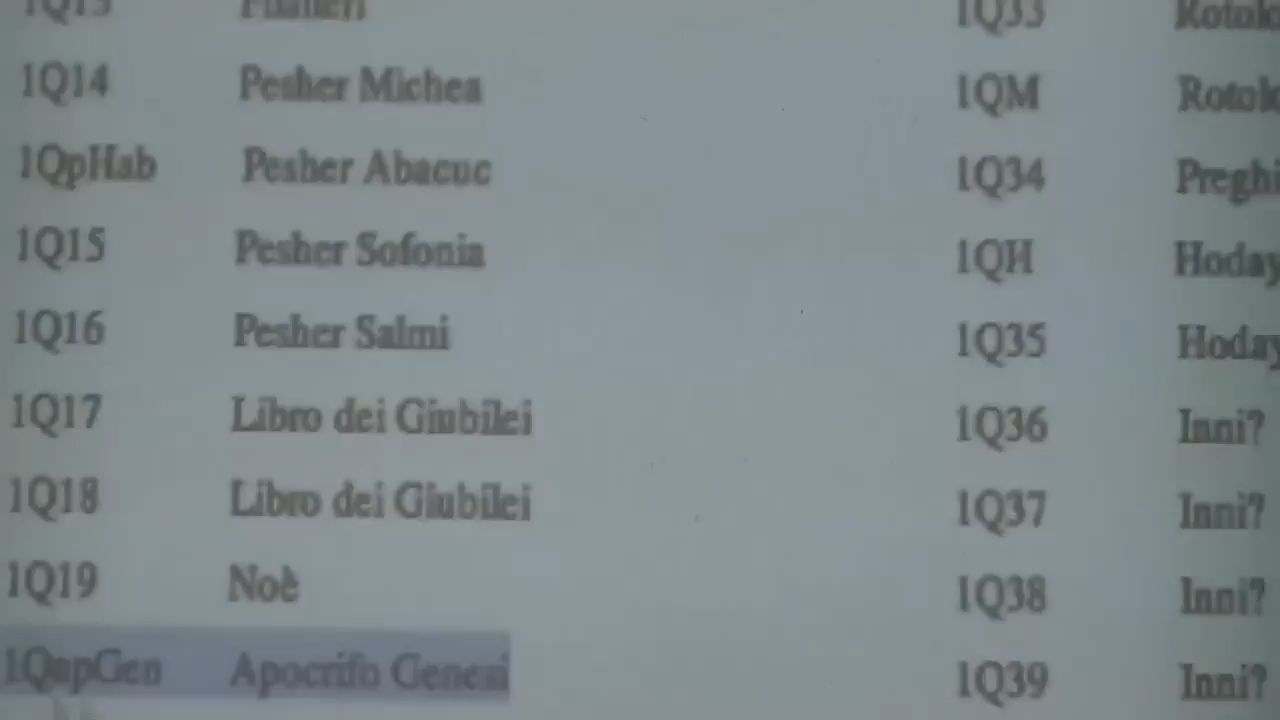 1Q14 Pesher Michea
1QpHab Pesher Abacuc
1Q15 Pesher Sofonia
1Q16 Pesher Salmi
1Q17 Libro dei Giubilei
1Q18 Libro dei Giubilei
1Q19 Noè
1QapGen Apocrifo Genesi
1Q33
1QM
1Q34
1QH
1Q35
1Q36 Inni?
1Q37 Inni?
1Q38 Inni?
1Q39 Inni?